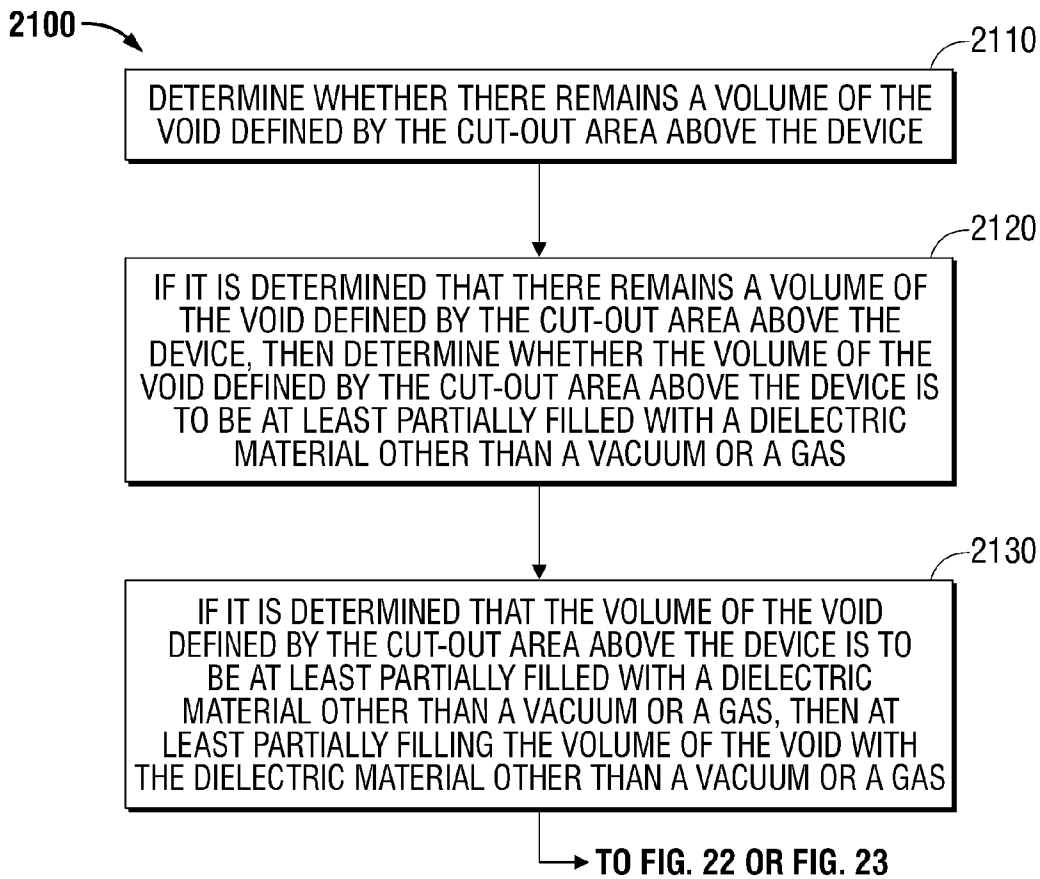 2100
2110
DETERMINE WHETHER THERE REMAINS A VOLUME OF THE
VOID DEFINED BY THE CUT-OUT AREA ABOVE THE DEVICE
2120
IF IT IS DETERMINED THAT THERE REMAINS A VOLUME OF
THE VOID DEFINED BY THE CUT-OUT AREA ABOVE THE
DEVICE, THEN DETERMINE WHETHER THE VOLUME OF THE
VOID DEFINED BY THE CUT-OUT AREA ABOVE THE DEVICE IS
TO BE AT LEAST PARTIALLY FILLED WITH A DIELECTRIC
MATERIAL OTHER THAN A VACUUM OR A GAS
2130
IF IT IS DETERMINED THAT THE VOLUME OF THE VOID
DEFINED BY THE CUT-OUT AREA ABOVE THE DEVICE IS TO
BE AT LEAST PARTIALLY FILLED WITH A DIELECTRIC
MATERIAL OTHER THAN A VACUUM OR A GAS, THEN AT
LEAST PARTIALLY FILLING THE VOLUME OF THE VOID WITH
THE DIELECTRIC MATERIAL OTHER THAN A VACUUM OR A GAS
TO FIG. 22 OR FIG. 23